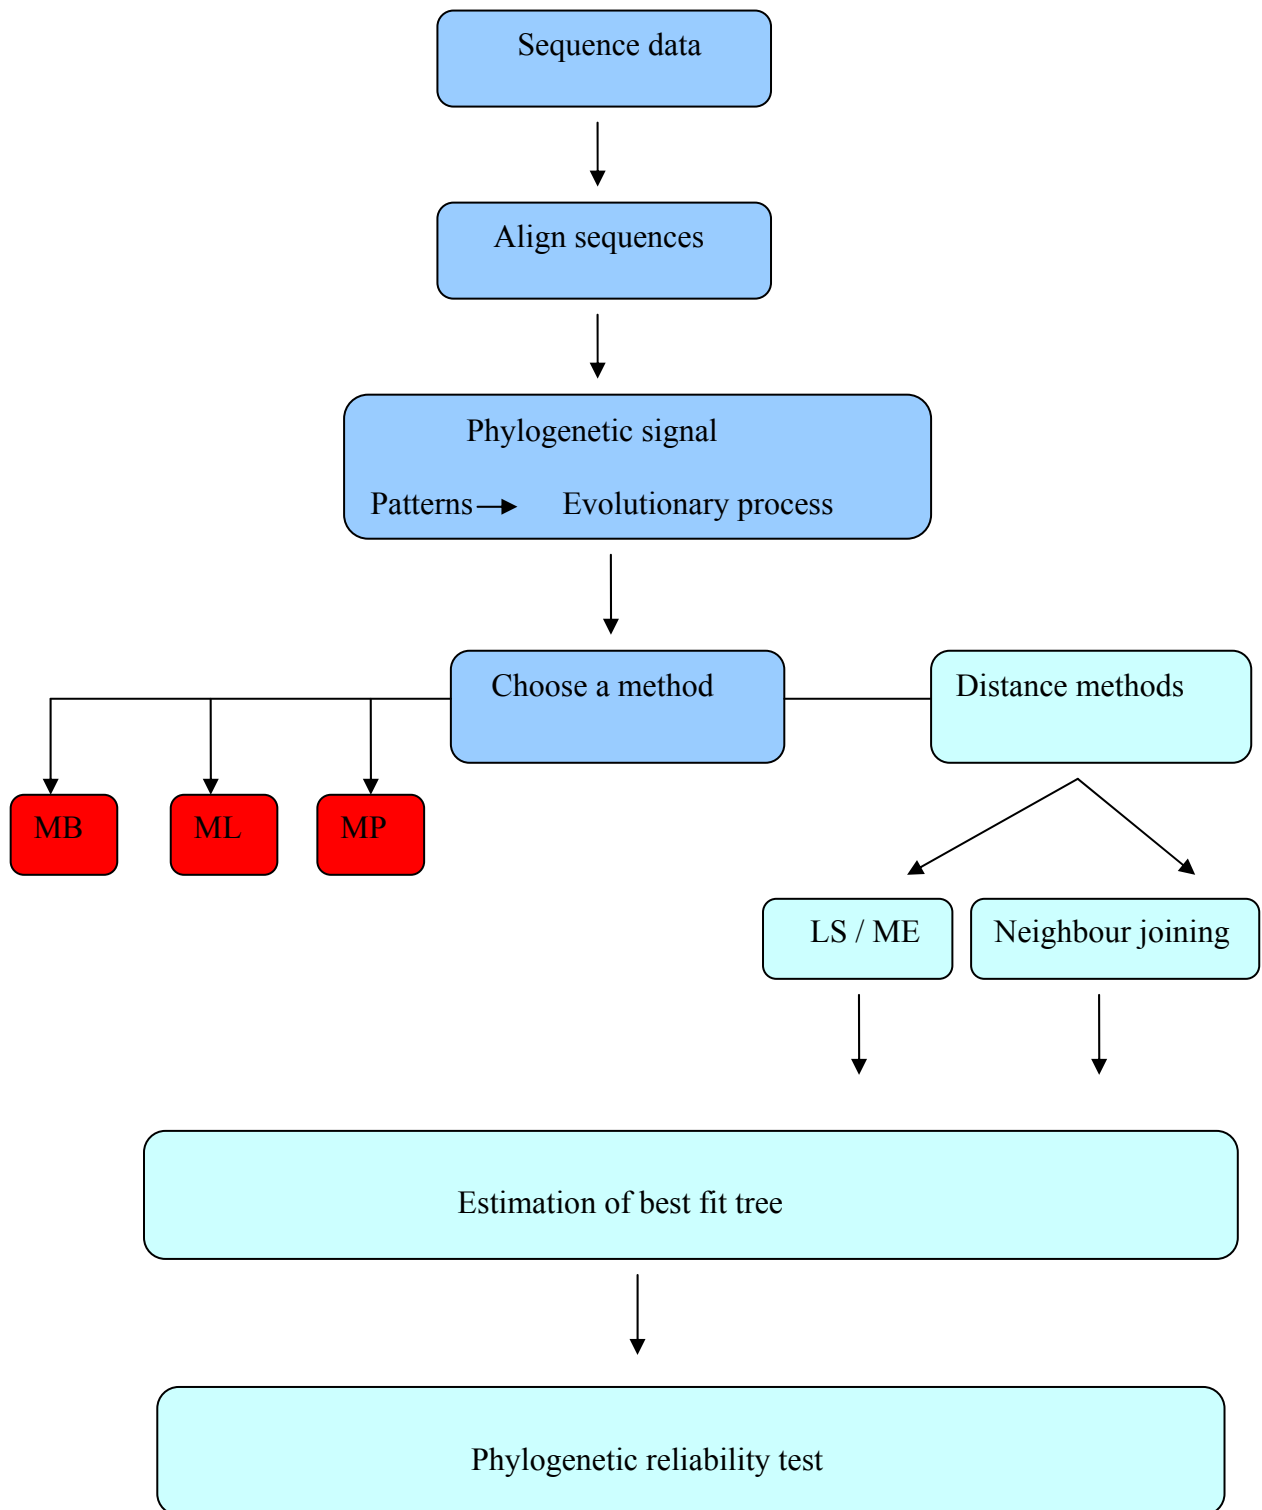 Sequence data
Align sequences
Phylogenetic signal
Patterns Evolutionary process
Choose a method
Distance methods
MB
ML
MP
LS / ME
Neighbour joining
Estimation of best fit tree
Phylogenetic reliability test